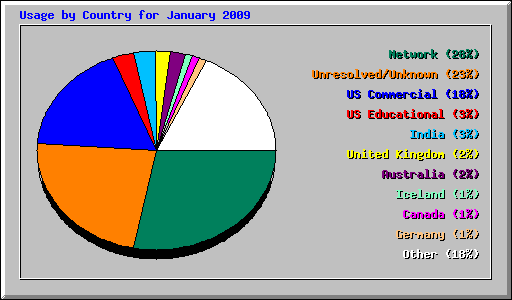 Usage by Country for January 2009
Network (28%)
Unresolved/Unknown (23%)
US Commercial (18%)
US Educational (3%)
India (3%)
United Kingdom (2%)
Australia (2%)
Iceland (1%)
Canada (1%)
Germany (1%)
Other (18%)